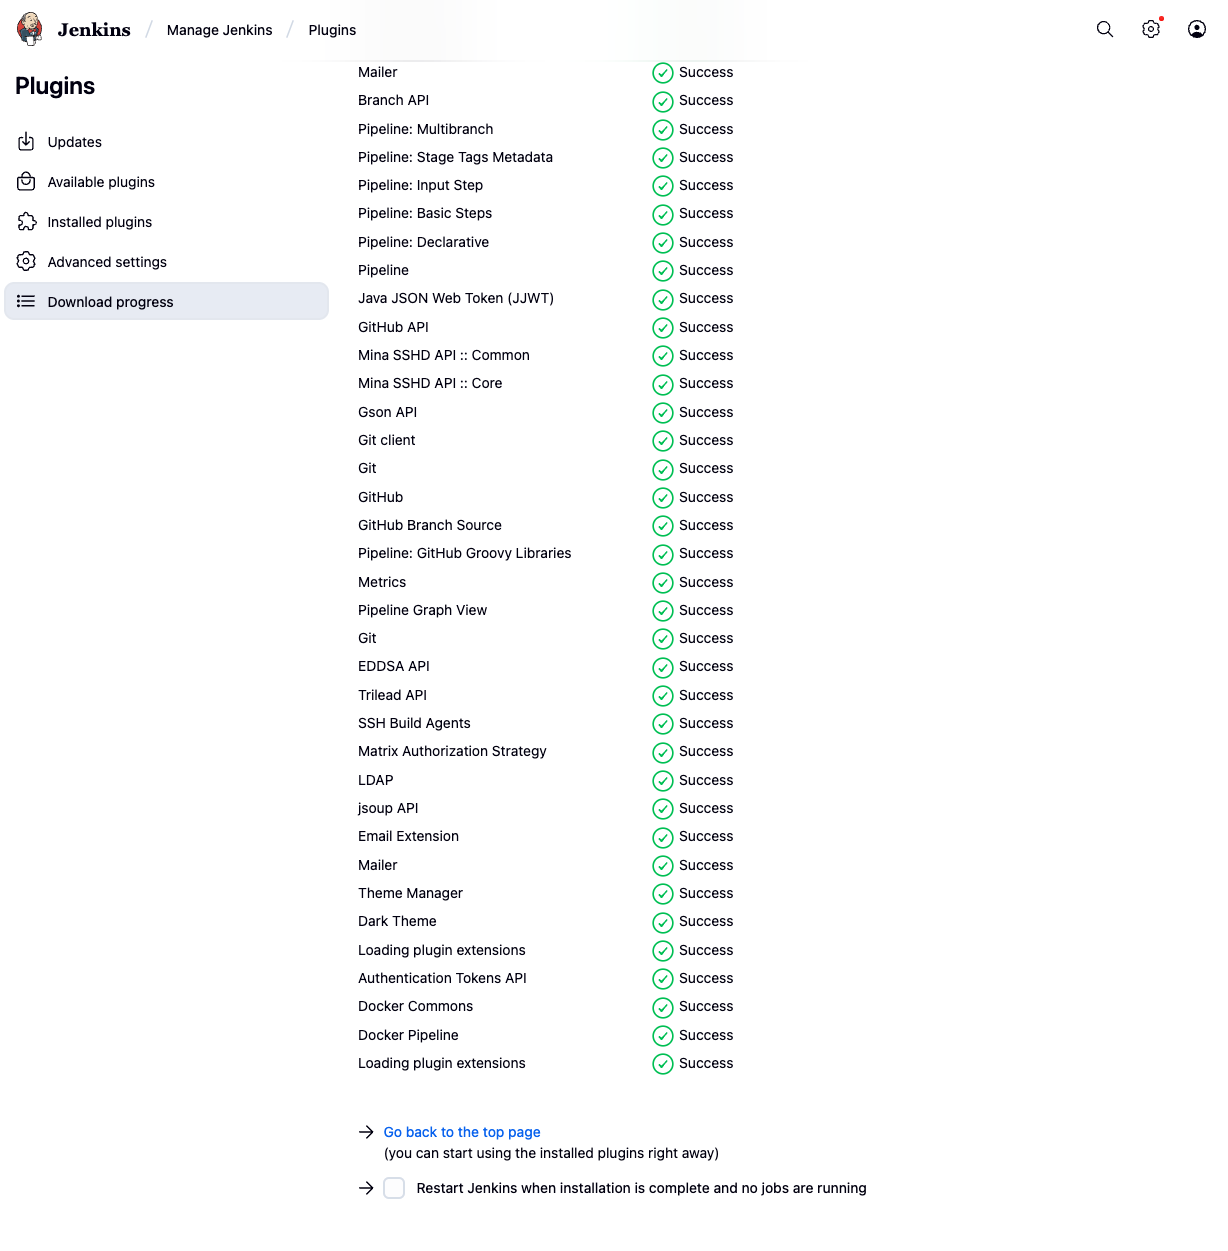 Jenkins / Manage Jenkins / Plugins
Plugins
Updates
Available plugins
Installed plugins
Advanced settings
Download progress
Mailer Success
Branch API Success
Pipeline: Multibranch Success
Pipeline: Stage Tags Metadata Success
Pipeline: Input Step Success
Pipeline: Basic Steps Success
Pipeline: Declarative Success
Pipeline Success
Java JSON Web Token (JJWT) Success
GitHub API Success
Mina SSHD API :: Common Success
Mina SSHD API :: Core Success
Gson API Success
Git client Success
Git Success
GitHub Success
GitHub Branch Source Success
Pipeline: GitHub Groovy Libraries Success
Metrics Success
Pipeline Graph View Success
Git Success
EDDSA API Success
Trilead API Success
SSH Build Agents Success
Matrix Authorization Strategy Success
LDAP Success
jsoup API Success
Email Extension Success
Mailer Success
Theme Manager Success
Dark Theme Success
Loading plugin extensions Success
Authentication Tokens API Success
Docker Commons Success
Docker Pipeline Success
Loading plugin extensions Success
Go back to the top page
(you can start using the installed plugins right away)
Restart Jenkins when installation is complete and no jobs are running